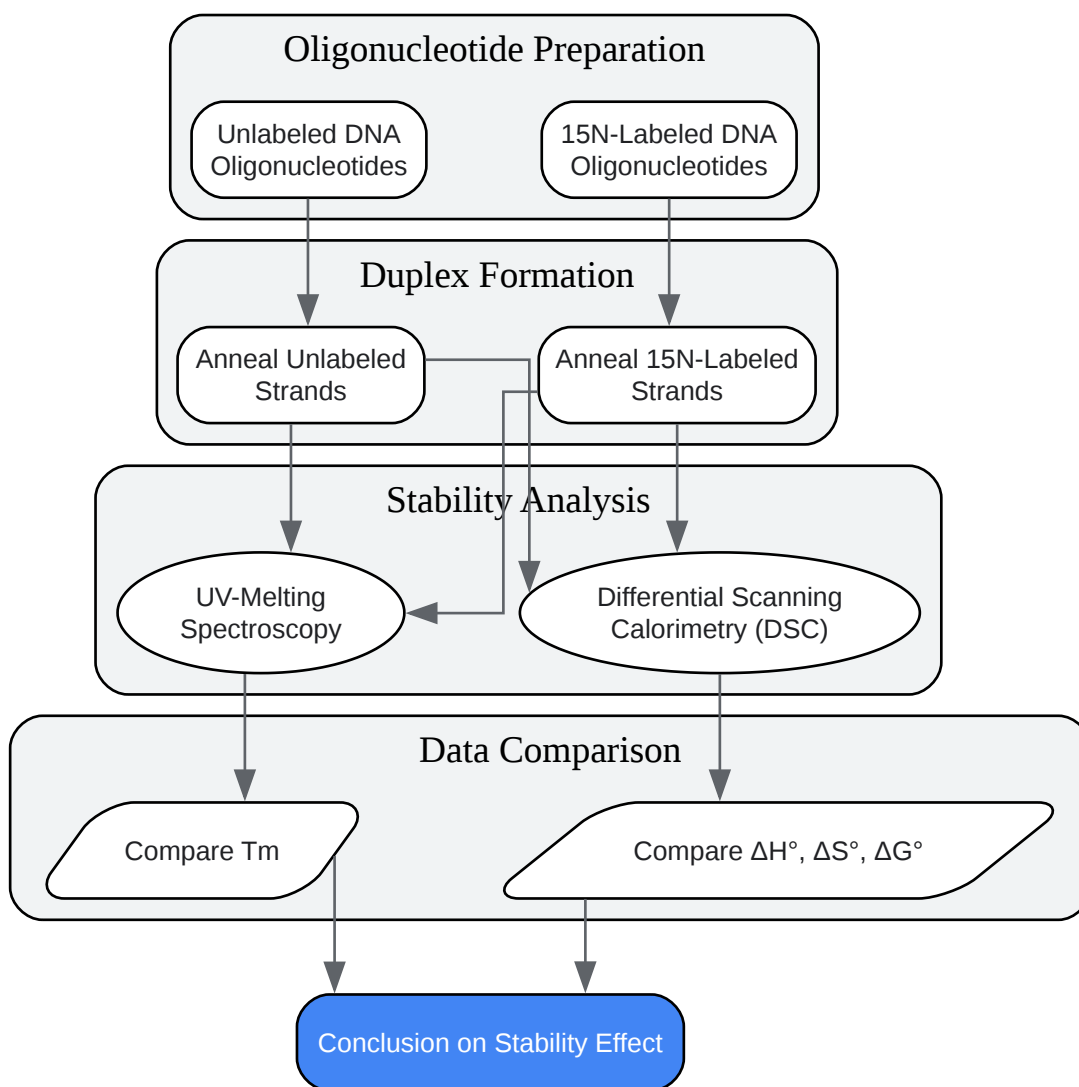 Oligonucleotide Preparation
Unlabeled DNA
Oligonucleotides
15N-Labeled DNA
Oligonucleotides
Duplex Formation
Anneal Unlabeled
Strands
Anneal 15N-Labeled
Strands
Stability Analysis
UV-Melting
Spectroscopy
Differential Scanning
Calorimetry (DSC)
Data Comparison
Compare Tm
Compare ΔH°, ΔS°, ΔG°
Conclusion on Stability Effect